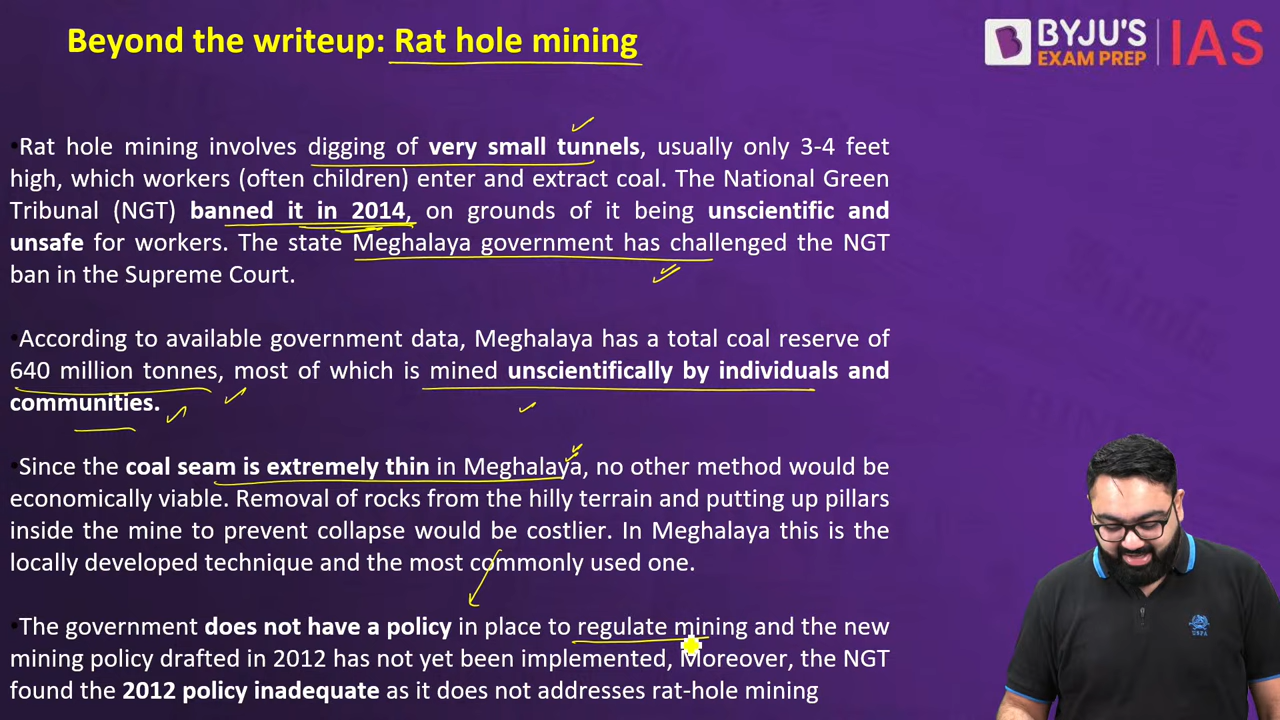 Beyond the writeup: Rat hole mining
BYJU'S
EXAM PREP
IAS
•Rat hole mining involves digging of very small tunnels, usually only 3-4 feet
high, which workers (often children) enter and extract coal. The National Green
Tribunal (NGT) banned it in 2014, on grounds of it being unscientific and
unsafe for workers. The state Meghalaya government has challenged the NGT
ban in the Supreme Court.
•According to available government data, Meghalaya has a total coal reserve of
640 million tonnes, most of which is mined unscientifically by individuals and
communities.
•Since the coal seam is extremely thin in Meghalaya, no other method would be
economically viable. Removal of rocks from the hilly terrain and putting up pillars
inside the mine to prevent collapse would be costlier. In Meghalaya this is the
locally developed technique and the most commonly used one.
•The government does not have a policy in place to regulate mining and the new
mining policy drafted in 2012 has not yet been implemented, Moreover, the NGT
found the 2012 policy inadequate as it does not addresses rat-hole mining